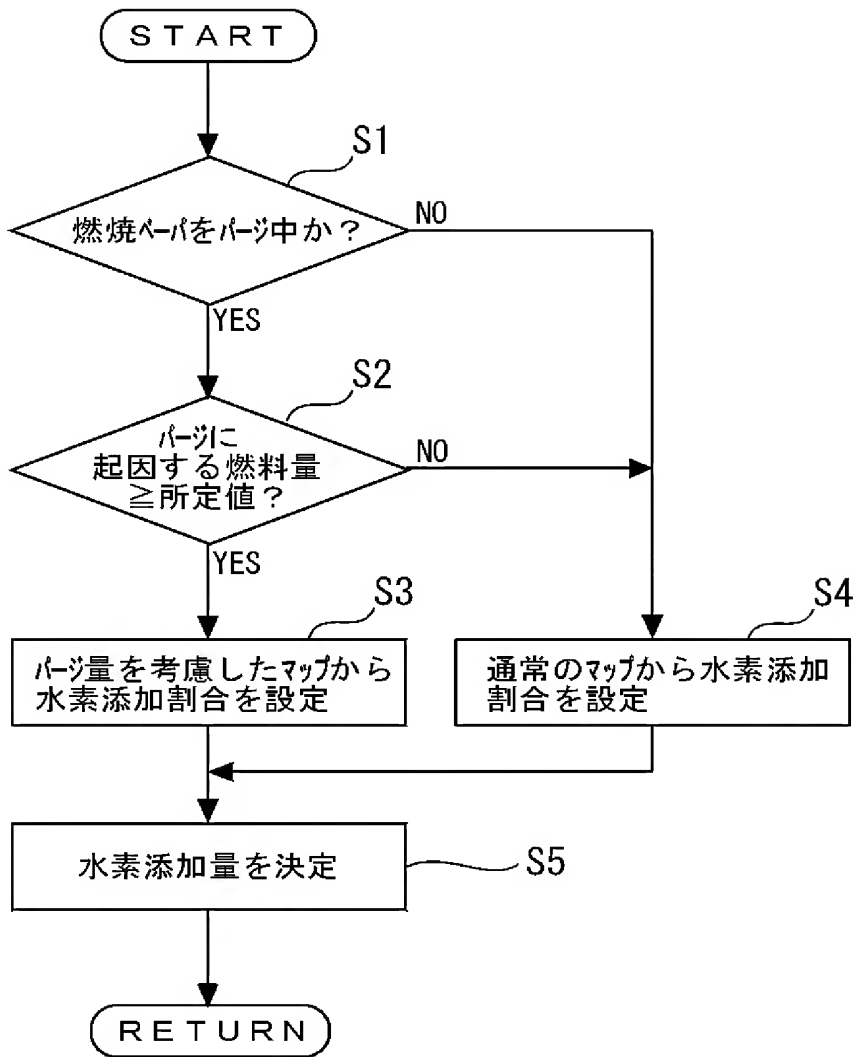 START
S1
燃焼ベーパをパージ中か？
NO
YES
S2
パージに
起因する燃料量
≧所定値？
NO
YES
S3
パージ量を考慮したマップから
水素添加割合を設定
S4
通常のマップから水素添加
割合を設定
水素添加量を決定
S5
RETURN